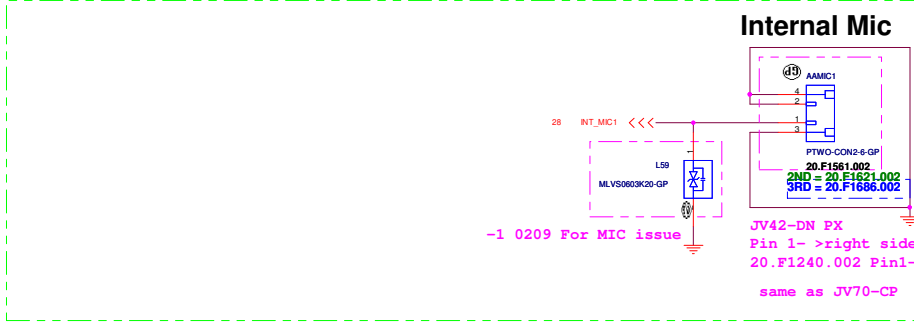 Internal Mic
GP
AAMIC1
4
2
1
3
28 INT_MIC1
PTWO-CON2-6-GP
20.F1561.002
2ND = 20.F1621.002
3RD = 20.F1686.002
1
L59
MLVS0603K20-GP
-1 0209 For MIC issue
JV42-DN PX
Pin 1- >right side
20.F1240.002 Pin1-
same as JV70-CP